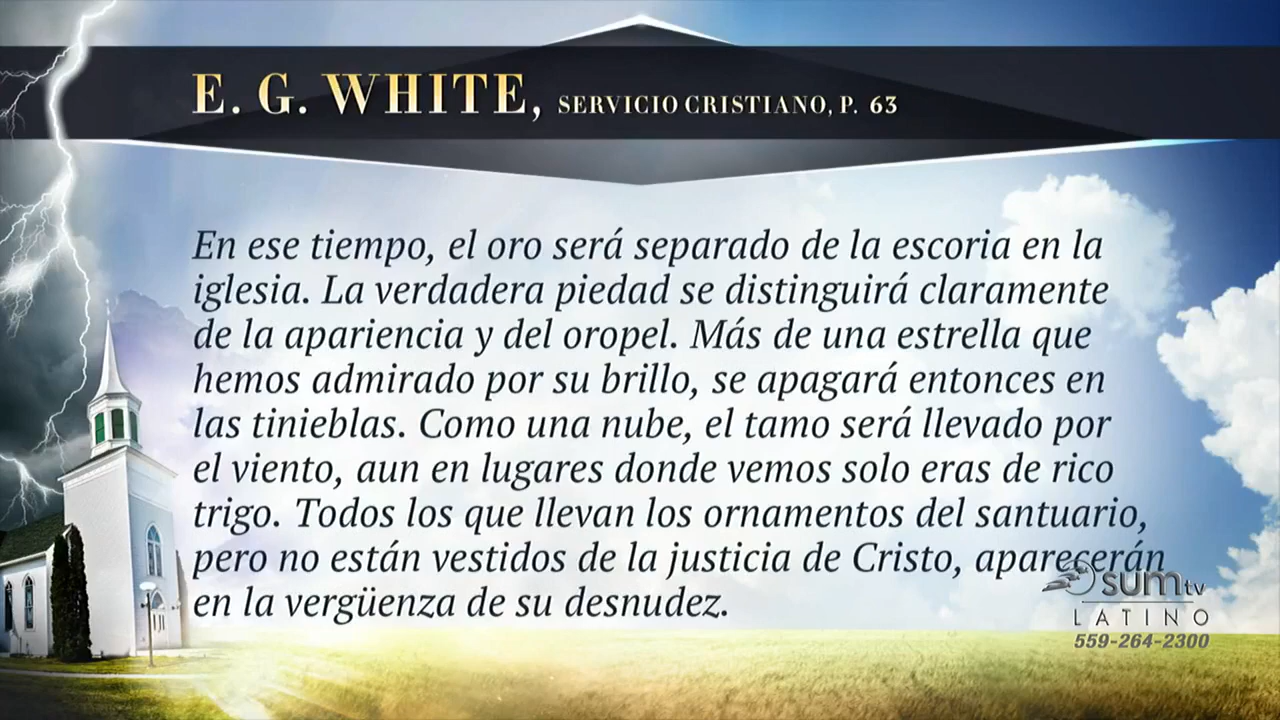 E. G. WHITE, SERVICIO CRISTIANO, P. 63
En ese tiempo, el oro será separado de la escoria en la
iglesia. La verdadera piedad se distinguirá claramente
de la apariencia y del oropel. Más de una estrella que
hemos admirado por su brillo, se apagará entonces en
las tinieblas. Como una nube, el tamo será llevado por
el viento, aun en lugares donde vemos solo eras de rico
trigo. Todos los que llevan los ornamentos del santuario,
pero no están vestidos de la justicia de Cristo, aparecerán
en la vergüenza de su desnudez.
sumtv
LATINO
559-264-2300